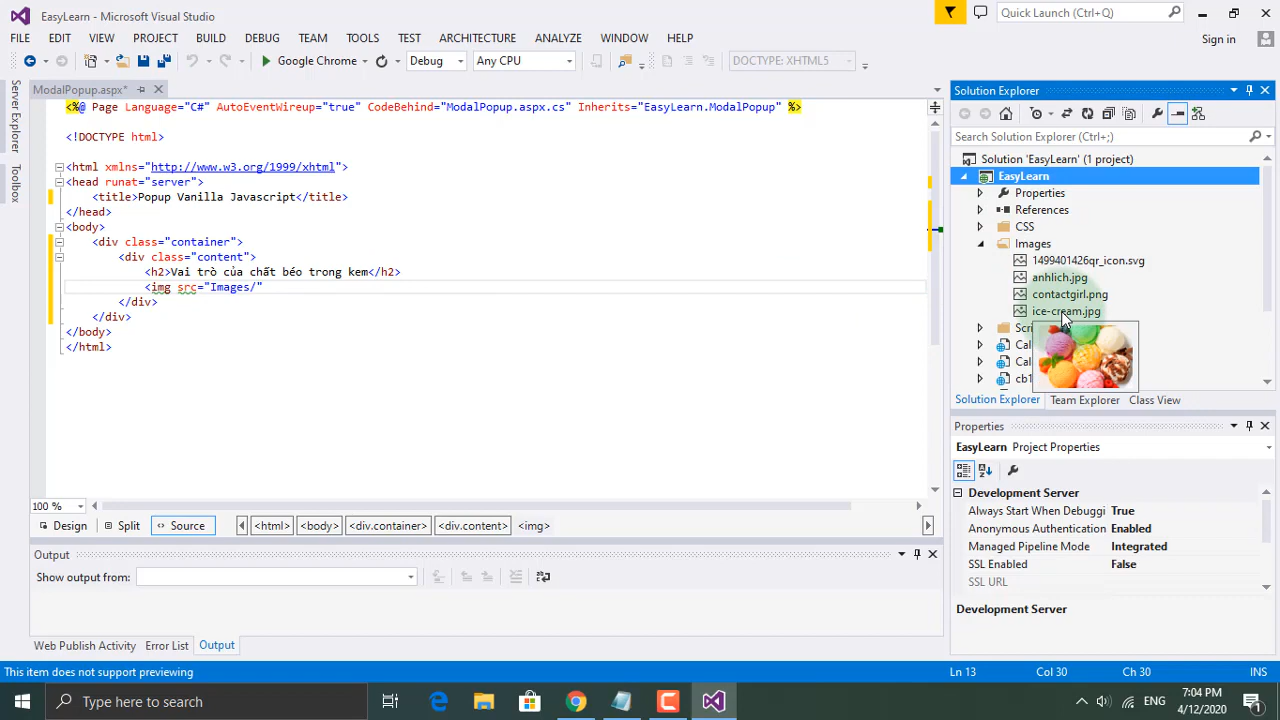 EasyLearn - Microsoft Visual Studio
Quick Launch (Ctrl+Q)
FILE EDIT VIEW PROJECT BUILD DEBUG TEAM TOOLS TEST ARCHITECTURE ANALYZE WINDOW HELP
Sign in
Google Chrome Debug Any CPU DOCTYPE: XHTML5
Server Explorer
Toolbox
ModalPopup.aspx*
<%@ Page Language="C#" AutoEventWireup="true" CodeBehind="ModalPopup.aspx.cs" Inherits="EasyLearn.ModalPopup" %>
<!DOCTYPE html>
<html xmlns="http://www.w3.org/1999/xhtml">
<head runat="server">
<title>Popup Vanilla Javascript</title>
</head>
<body>
<div class="container">
<div class="content">
<h2>Vai trò của chất béo trong kem</h2>
<img src="Images/"
</div>
</div>
</body>
</html>
100 %
Design Split Source <html> <body> <div.container> <div.content> <img>
Output
Show output from:
Web Publish Activity Error List Output
Solution Explorer
Search Solution Explorer (Ctrl+;)
Solution 'EasyLearn' (1 project)
EasyLearn
Properties
References
CSS
Images
1499401426qr_icon.svg
anhlich.jpg
contactgirl.png
ice-cream.jpg
Scri
Cal
Cal
cb1
Solution Explorer Team Explorer Class View
Properties
EasyLearn Project Properties
Development Server
Always Start When Debuggi True
Anonymous Authentication Enabled
Managed Pipeline Mode Integrated
SSL Enabled False
SSL URL
Development Server
This item does not support previewing
Ln 13 Col 30 Ch 30 INS
Type here to search
ENG
7:04 PM
4/12/2020
1